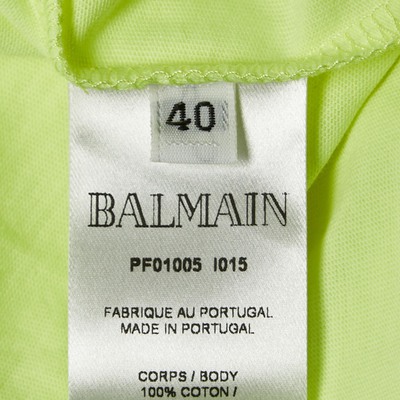 40
BALMAIN
PF01005 I015
FABRIQUE AU PORTUGAL
MADE IN PORTUGAL
CORPS / BODY
100% COTON /